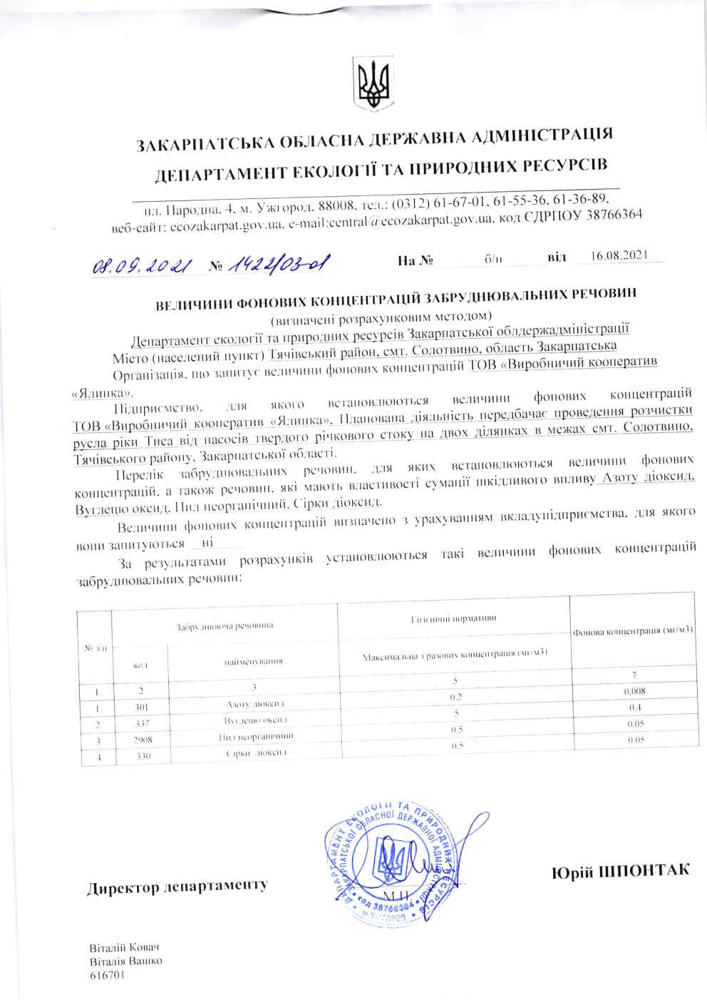 ЗАКАРПАТСЬКА ОБЛАСНА ДЕРЖАВНА АДМІНІСТРАЦІЯ
ДЕПАРТАМЕНТ ЕКОЛОГІЇ ТА ПРИРОДНИХ РЕСУРСІВ
пл. Народна, 4, м. Ужгород, 88008, тел.: (0312) 61-67-01, 61-55-36, 61-36-89,
веб-сайт: ecozakarpat.gov.ua, e-mail:central@ecozakarpat.gov.ua, код ЄДРПОУ 38766364
08.09.2021 № 1422/03-01 На № б/н від 16.08.2021
ВЕЛИЧИНИ ФОНОВИХ КОНЦЕНТРАЦІЙ ЗАБРУДНЮВАЛЬНИХ РЕЧОВИН
(визначені розрахунковим методом)
Департамент екології та природних ресурсів Закарпатської облдержадміністрації
Місто (населений пункт) Тячівський район, смт. Солотвино, область Закарпатська
Організація, що запитує величини фонових концентрацій ТОВ «Виробничий кооператив
«Ялинка».
Підприємство, для якого встановлюються величини фонових концентрацій
ТОВ «Виробничий кооператив «Ялинка». Планована діяльність передбачає проведення розчистки
русла ріки Тиса від насосів твердого річкового стоку на двох ділянках в межах смт. Солотвино,
Тячівського району, Закарпатської області.
Перелік забруднювальних речовин, для яких встановлюються величини фонових
концентрацій, а також речовин, які мають властивості сумації шкідливого впливу Азоту діоксид,
Вуглецю оксид, Пил неорганічний, Сірки діоксид.
Величини фонових концентрацій визначено з урахуванням вкладупідприємства, для якого
вони запитуються ні
За результатами розрахунків установлюються такі величини фонових концентрацій
забруднювальних речовин:
№ з/п Забруднююча речовина Гігієнічні нормативи Фонова концентрація (мг/м3)
код найменування Максимальна з разових концентрація (мг/м3)
1 2 3 5 7
1 301 Азоту діоксид 0,2 0,008
2 337 Вуглецю оксид 5 0,4
3 2908 Пил неорганічний 0,5 0,05
4 330 Сірки діоксид 0,5 0,05
ДЕПАРТАМЕНТ ЕКОЛОГІЇ ТА ПРИРОДНИХ РЕСУРСІВ
ЗАКАРПАТСЬКОЇ ОБЛАСНОЇ ДЕРЖАВНОЇ АДМІНІСТРАЦІЇ
код 38766364
м.УЖГОРОД
Директор департаменту М.П. Юрій ШПОНТАК
Віталій Ковач
Віталія Вашко
616701